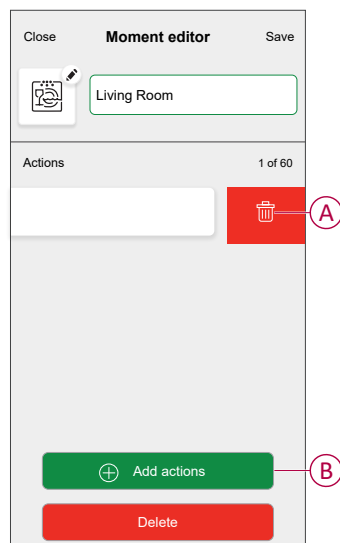 Close Moment editor Save
Living Room
Actions 1 of 60
A
Add actions B
Delete